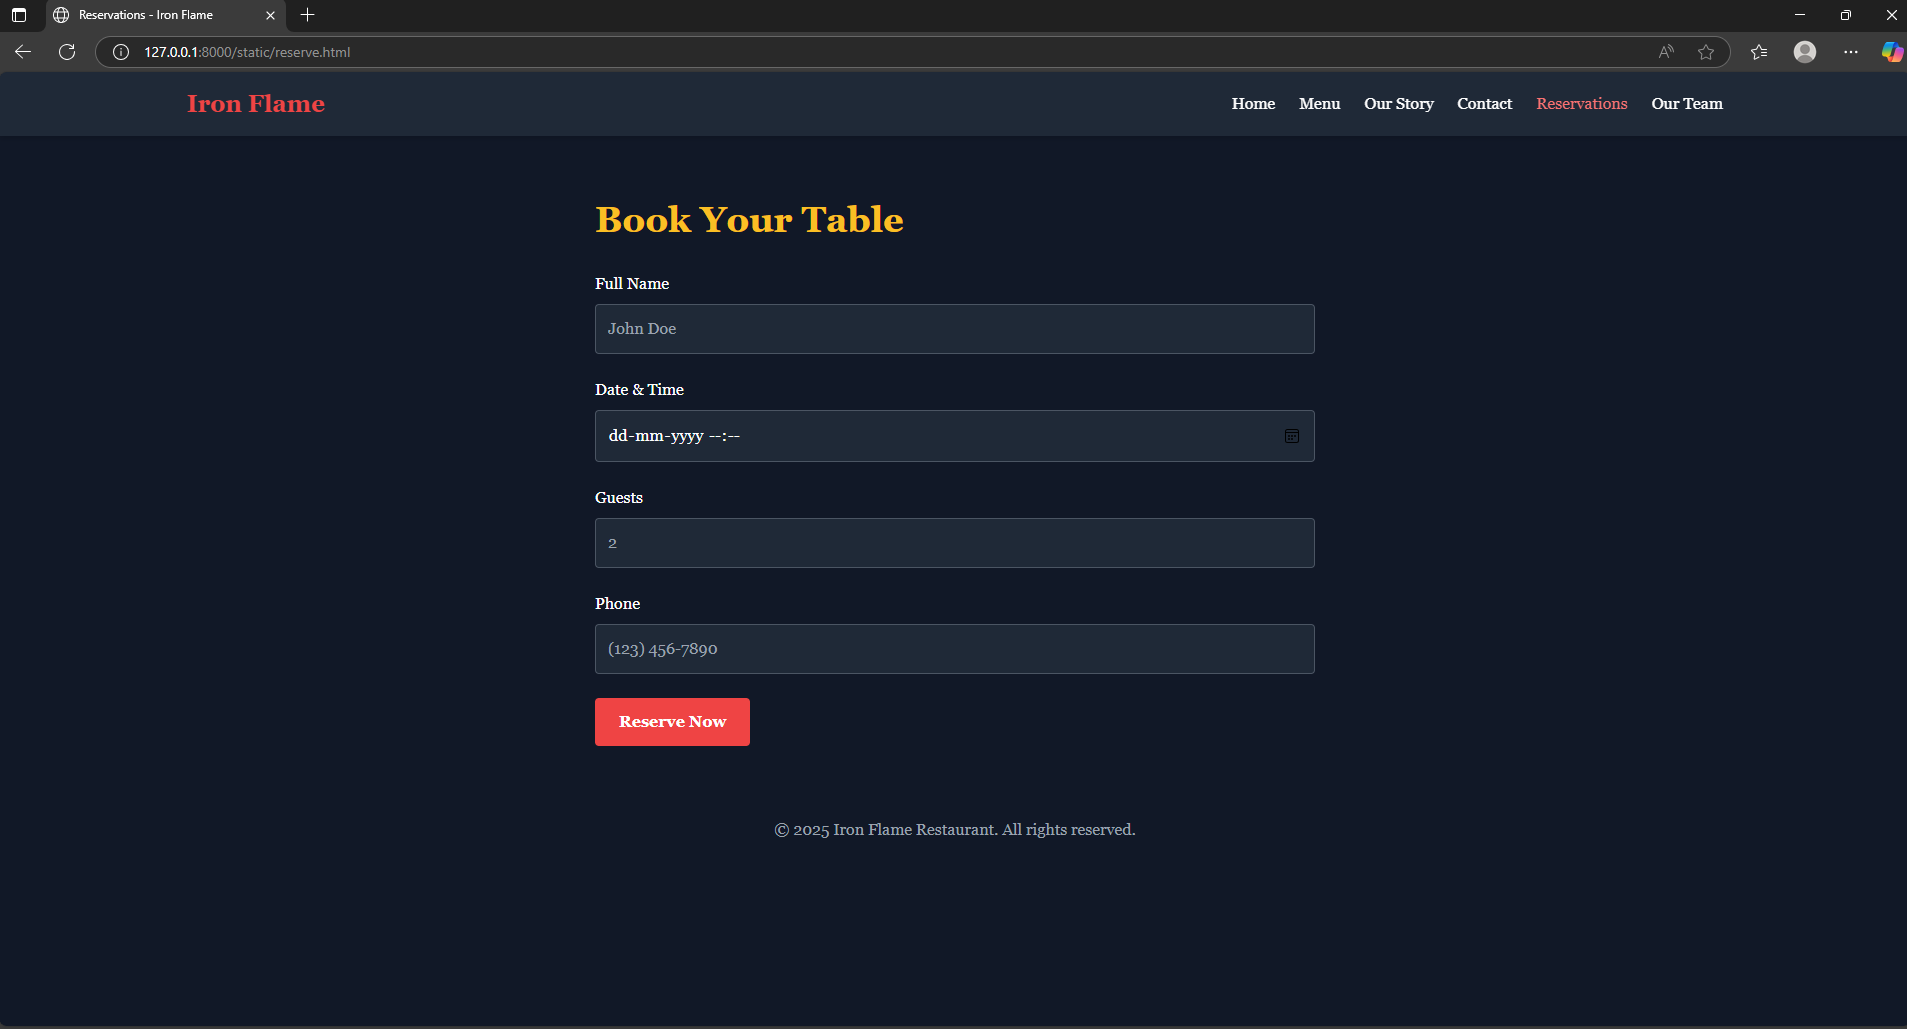 Reservations - Iron Flame
127.0.0.1:8000/static/reserve.html
Iron Flame
Home Menu Our Story Contact Reservations Our Team
Book Your Table
Full Name
John Doe
Date & Time
dd-mm-yyyy --:--
Guests
2
Phone
(123) 456-7890
Reserve Now
© 2025 Iron Flame Restaurant. All rights reserved.